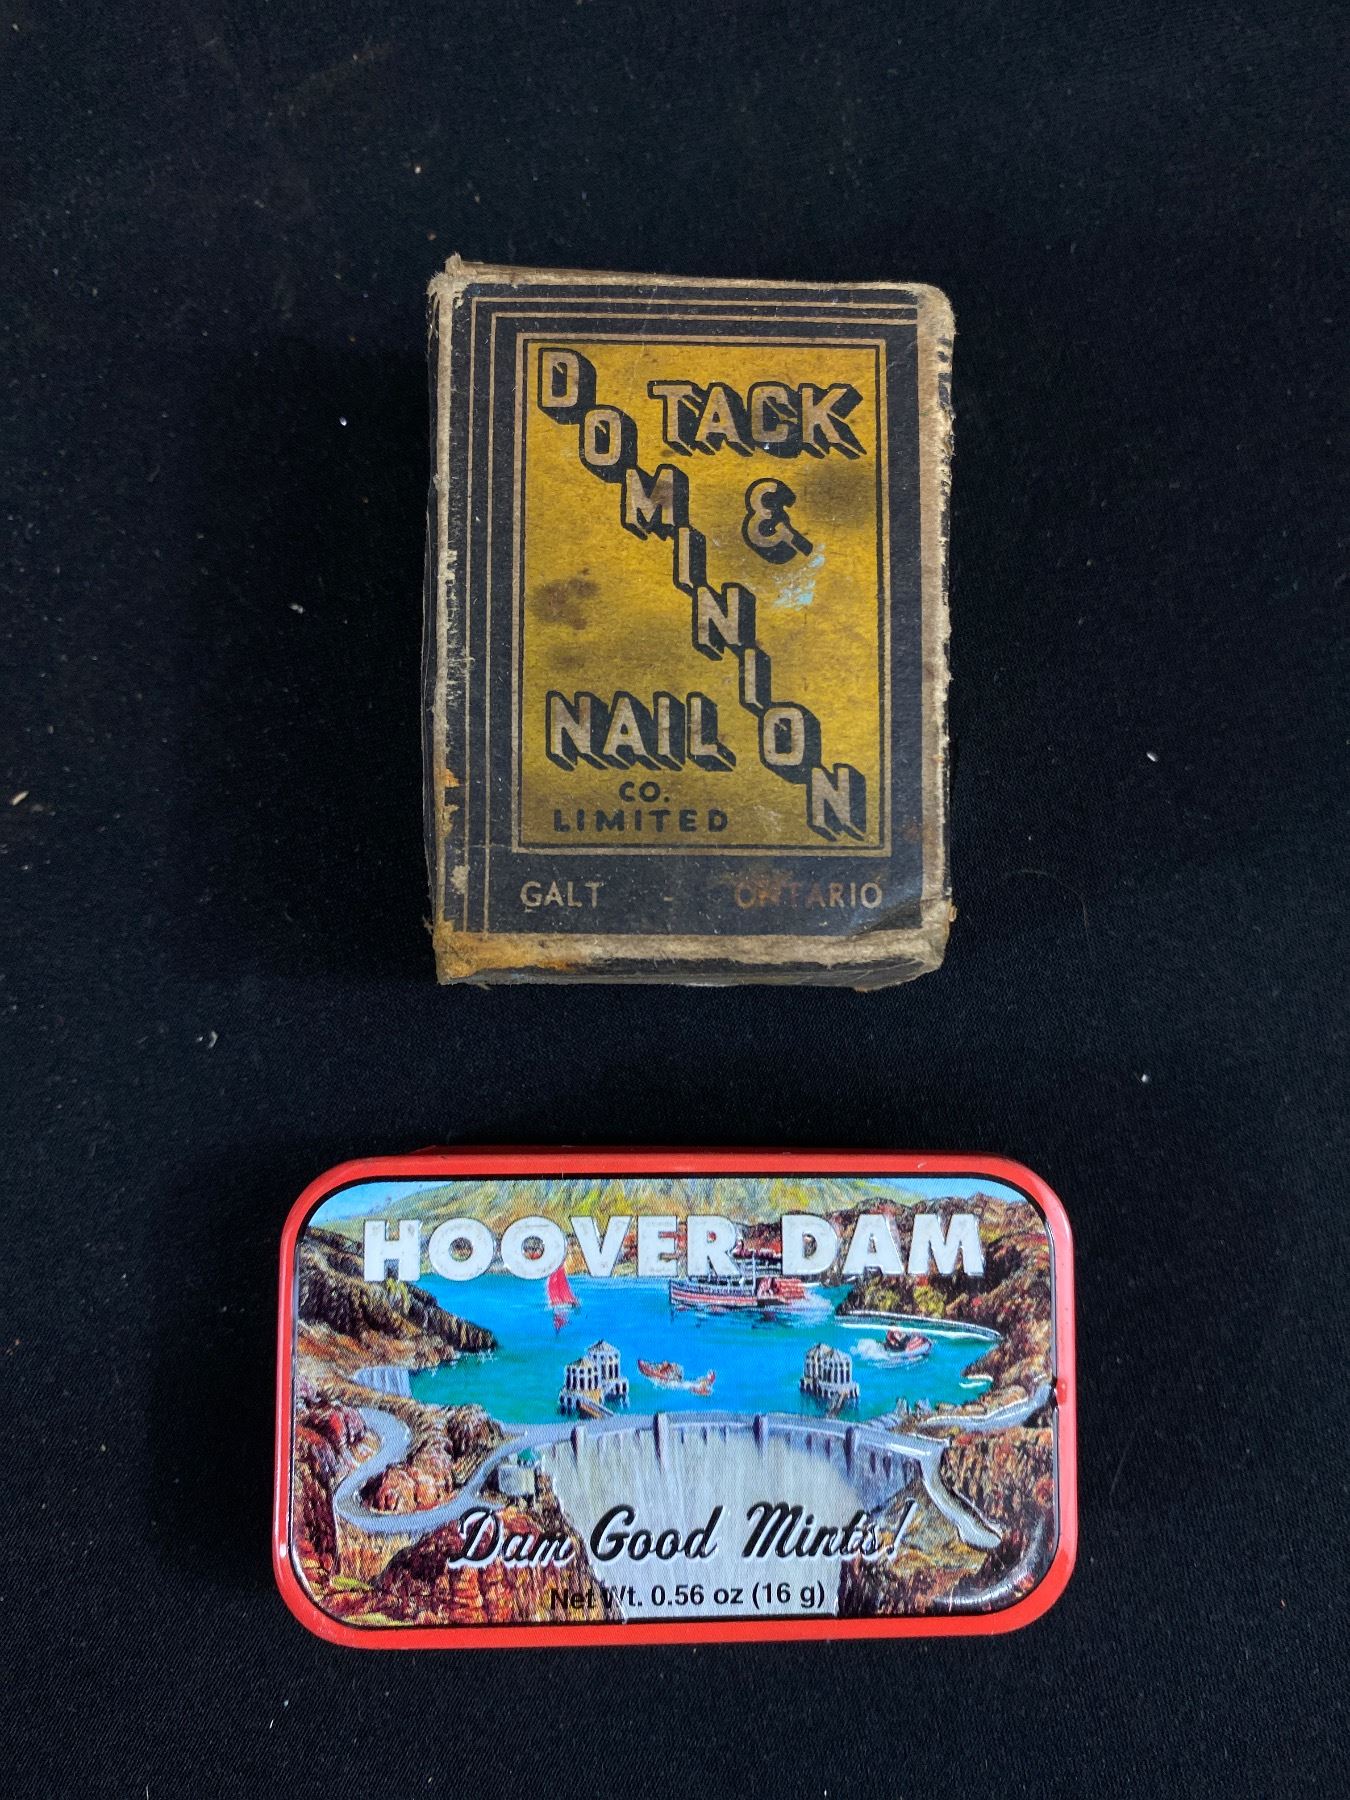 DOMINION
TACK
&
NAIL
CO.
LIMITED
GALT - ONTARIO
HOOVER DAM
Dam Good Mints!
Net Wt. 0.56 oz (16 g)